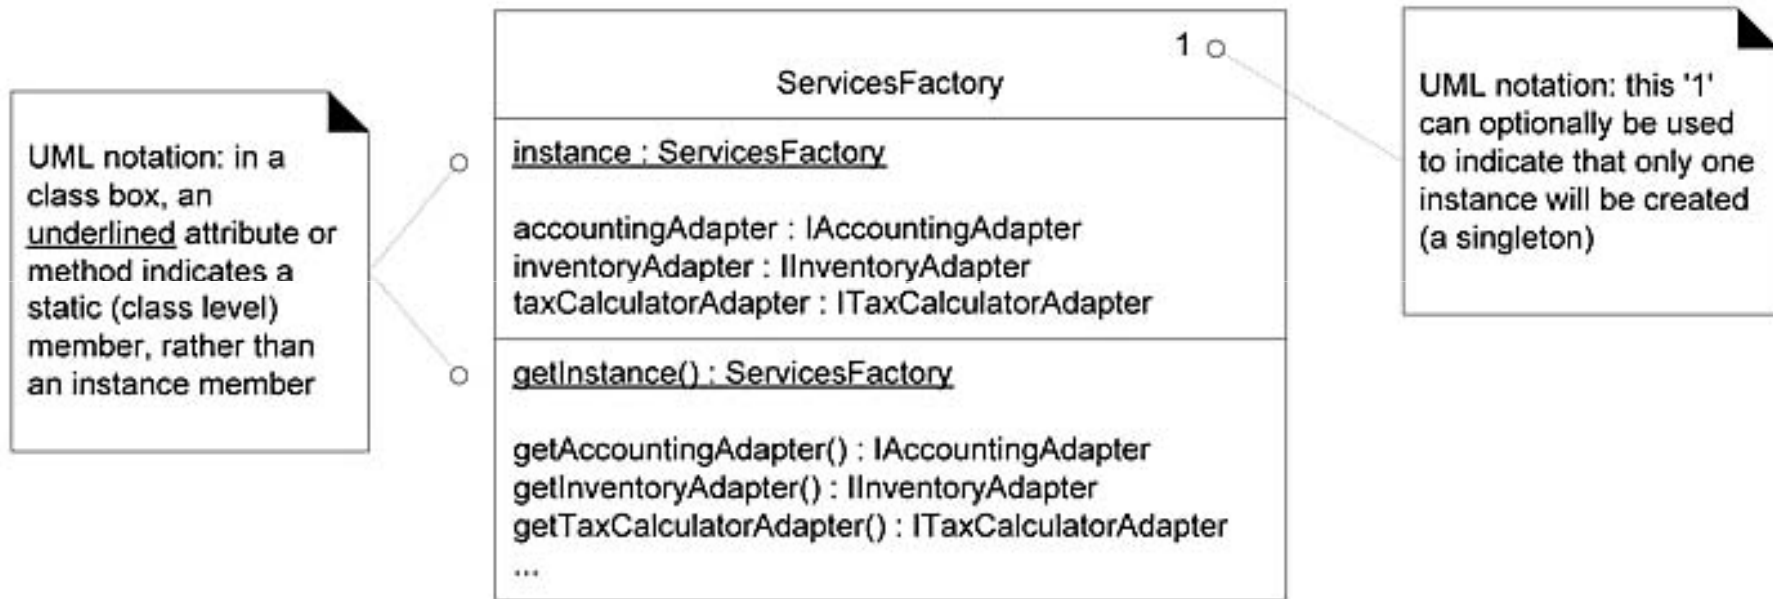 UML notation: in a
class box, an
underlined attribute or
method indicates a
static (class level)
member, rather than
an instance member
1
ServicesFactory
instance : ServicesFactory
accountingAdapter : IAccountingAdapter
inventoryAdapter : IInventoryAdapter
taxCalculatorAdapter : ITaxCalculatorAdapter
getInstance() : ServicesFactory
getAccountingAdapter() : IAccountingAdapter
getInventoryAdapter() : IInventoryAdapter
getTaxCalculatorAdapter() : ITaxCalculatorAdapter
...
UML notation: this '1'
can optionally be used
to indicate that only one
instance will be created
(a singleton)